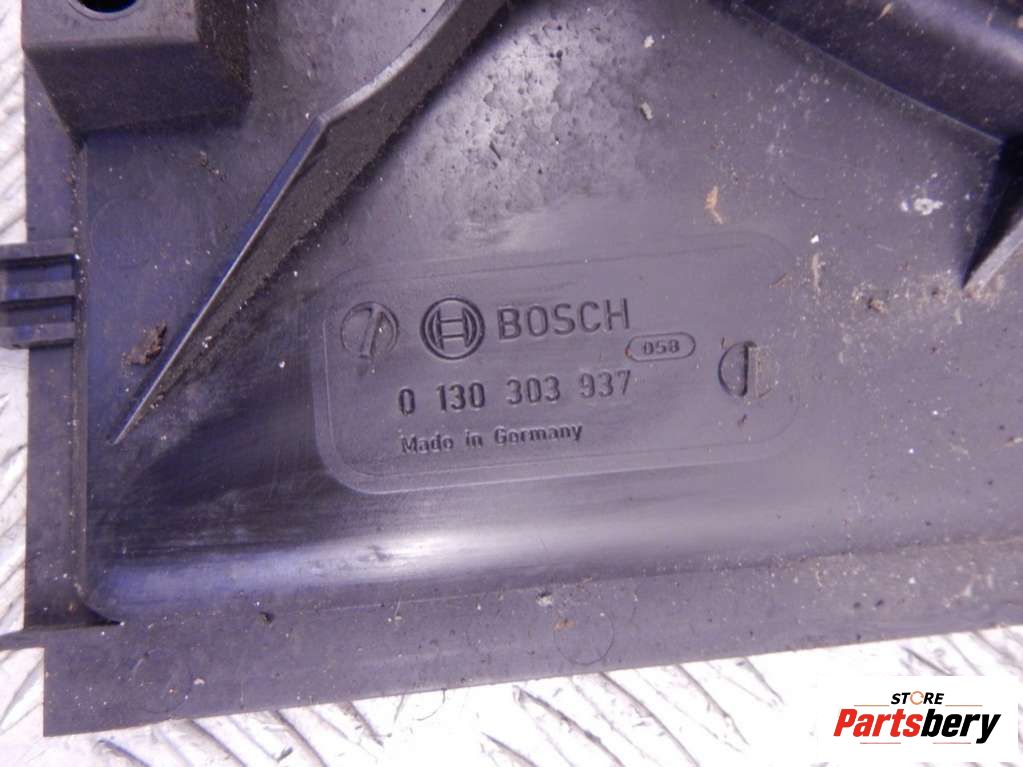 BOSCH
058
0 130 303 937
Made in Germany
STORE
Partsbery